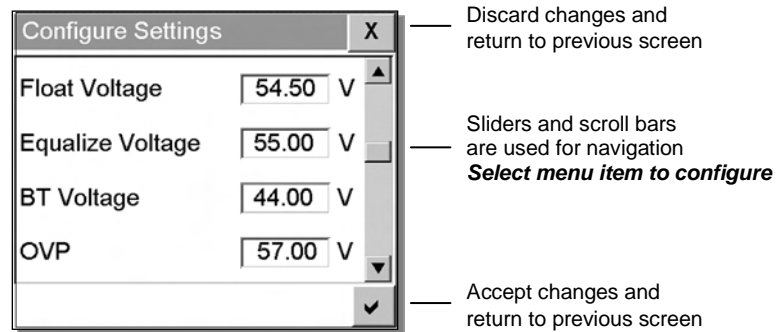 Configure Settings X
Float Voltage 54.50 V
Equalize Voltage 55.00 V
BT Voltage 44.00 V
OVP 57.00 V
Discard changes and
return to previous screen
Sliders and scroll bars
are used for navigation
Select menu item to configure
Accept changes and
return to previous screen